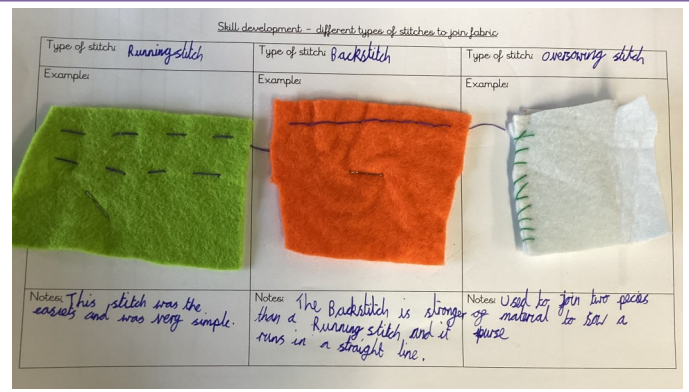 Skill development - different types of stitches to join fabric
Type of stitch: Running stitch
Example:
Notes: This stitch was the
easiets and was very simple.
Type of stitch: Backstitch
Example:
Notes: The Backstitch is stronger
than a Running stitch and it
runs in a straight line.
Type of stitch: oversowing stitch
Example:
Notes: Used to join two pecies
of material to sow a
purse